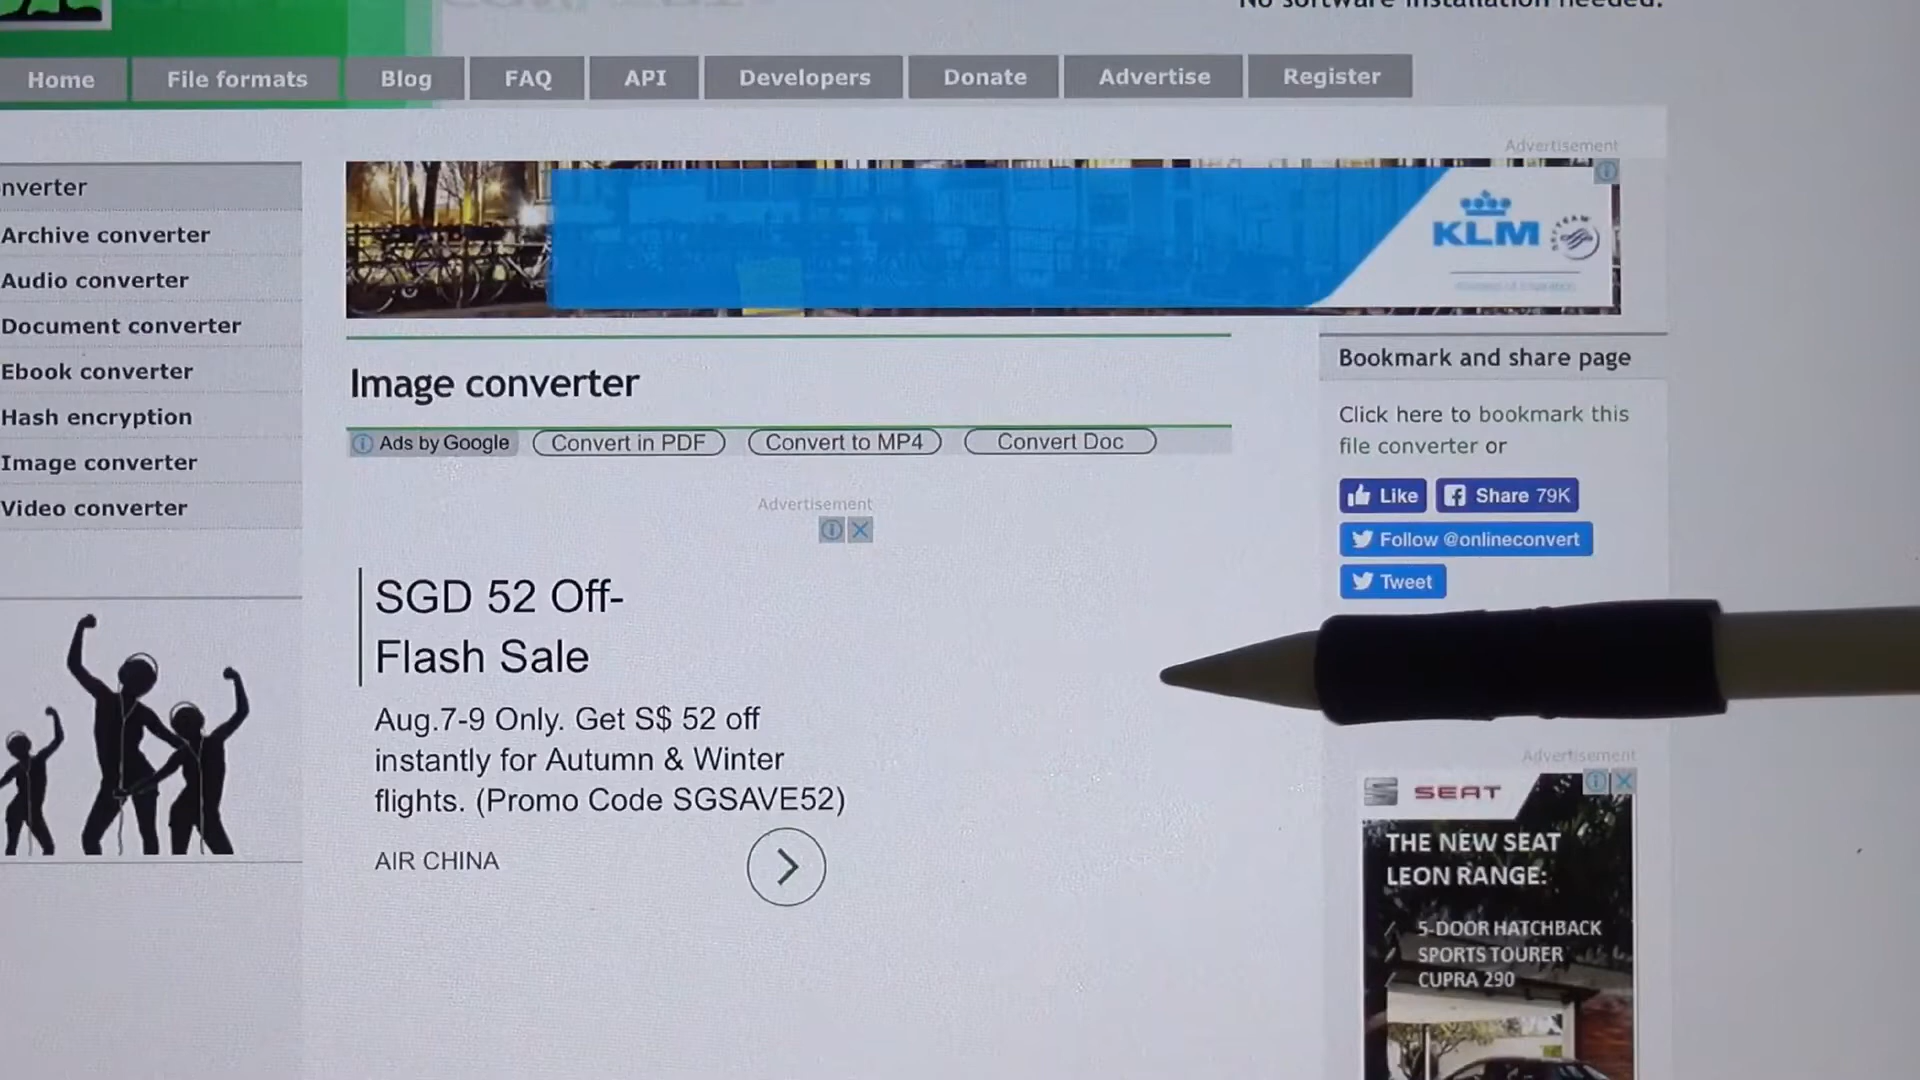 No software installation needed.
Home
File formats
Blog
FAQ
API
Developers
Donate
Advertise
Register
Advertisement
nverter
Archive converter
Audio converter
Document converter
Ebook converter
Hash encryption
Image converter
Video converter
KLM
Image converter
Ads by Google
Convert in PDF
Convert to MP4
Convert Doc
Advertisement
SGD 52 Off-
Flash Sale
Aug.7-9 Only. Get S$ 52 off
instantly for Autumn & Winter
flights. (Promo Code SGSAVE52)
AIR CHINA
Bookmark and share page
Click here to bookmark this
file converter or
Like
Share 79K
Follow @onlineconvert
Tweet
Advertisement
SEAT
THE NEW SEAT
LEON RANGE:
5-DOOR HATCHBACK
SPORTS TOURER
CUPRA 290